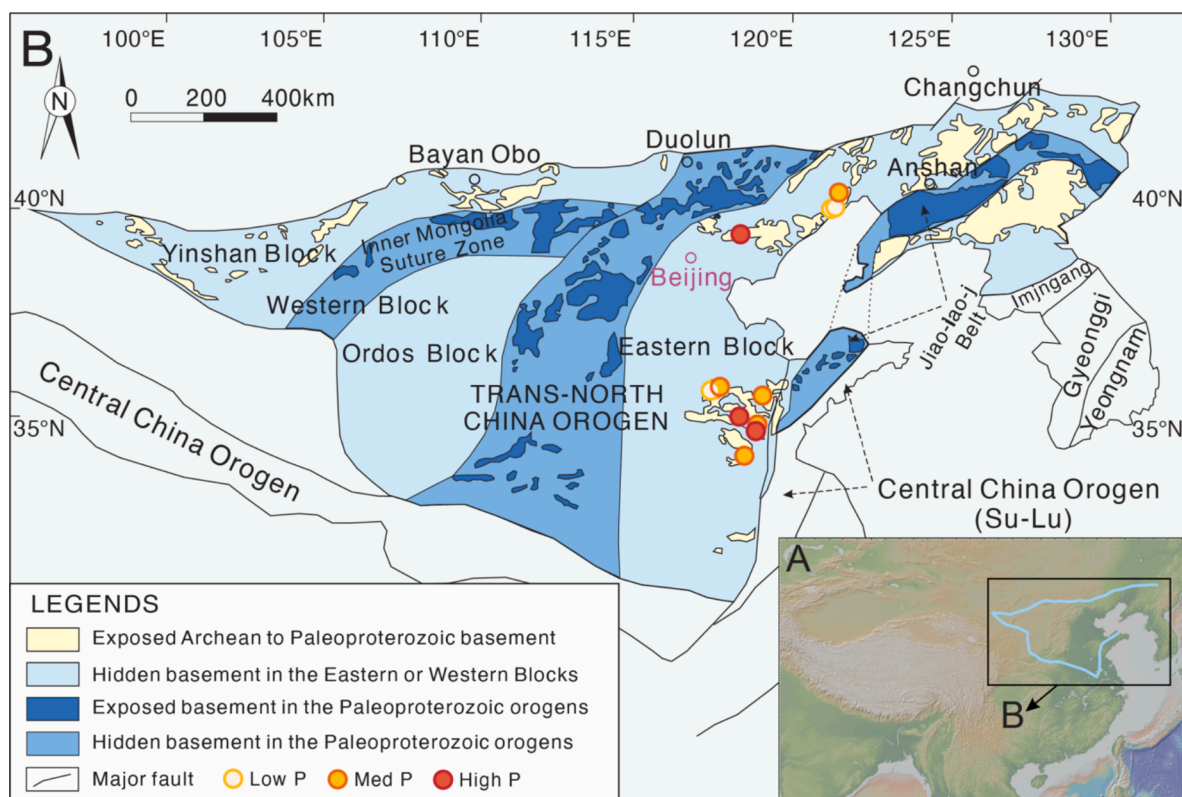 B
100°E 105°E 110°E 115°E 120°E 125°E 130°E
N
0 200 400km
Changchun
Duolun
Bayan Obo
Anshan
40°N
40°N
Yinshan Block
Inner Mongolia
Suture Zone
Beijing
Western Block
Imjngang
Jiao-Iao-j
Belt
Gyeonggi
Ordos Block
Eastern Block
Yeongnam
TRANS-NORTH
CHINA OROGEN
35°N
35°N
Central China Orogen
Central China Orogen
(Su-Lu)
A
B
LEGENDS
Exposed Archean to Paleoproterozoic basement
Hidden basement in the Eastern or Western Blocks
Exposed basement in the Paleoproterozoic orogens
Hidden basement in the Paleoproterozoic orogens
Major fault Low P Med P High P